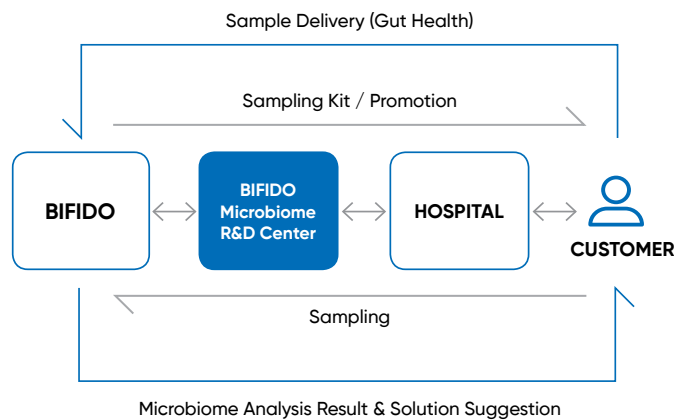 Sample Delivery (Gut Health)
Sampling Kit / Promotion
BIFIDO
BIFIDO
Microbiome
R&D Center
HOSPITAL
CUSTOMER
Sampling
Microbiome Analysis Result & Solution Suggestion